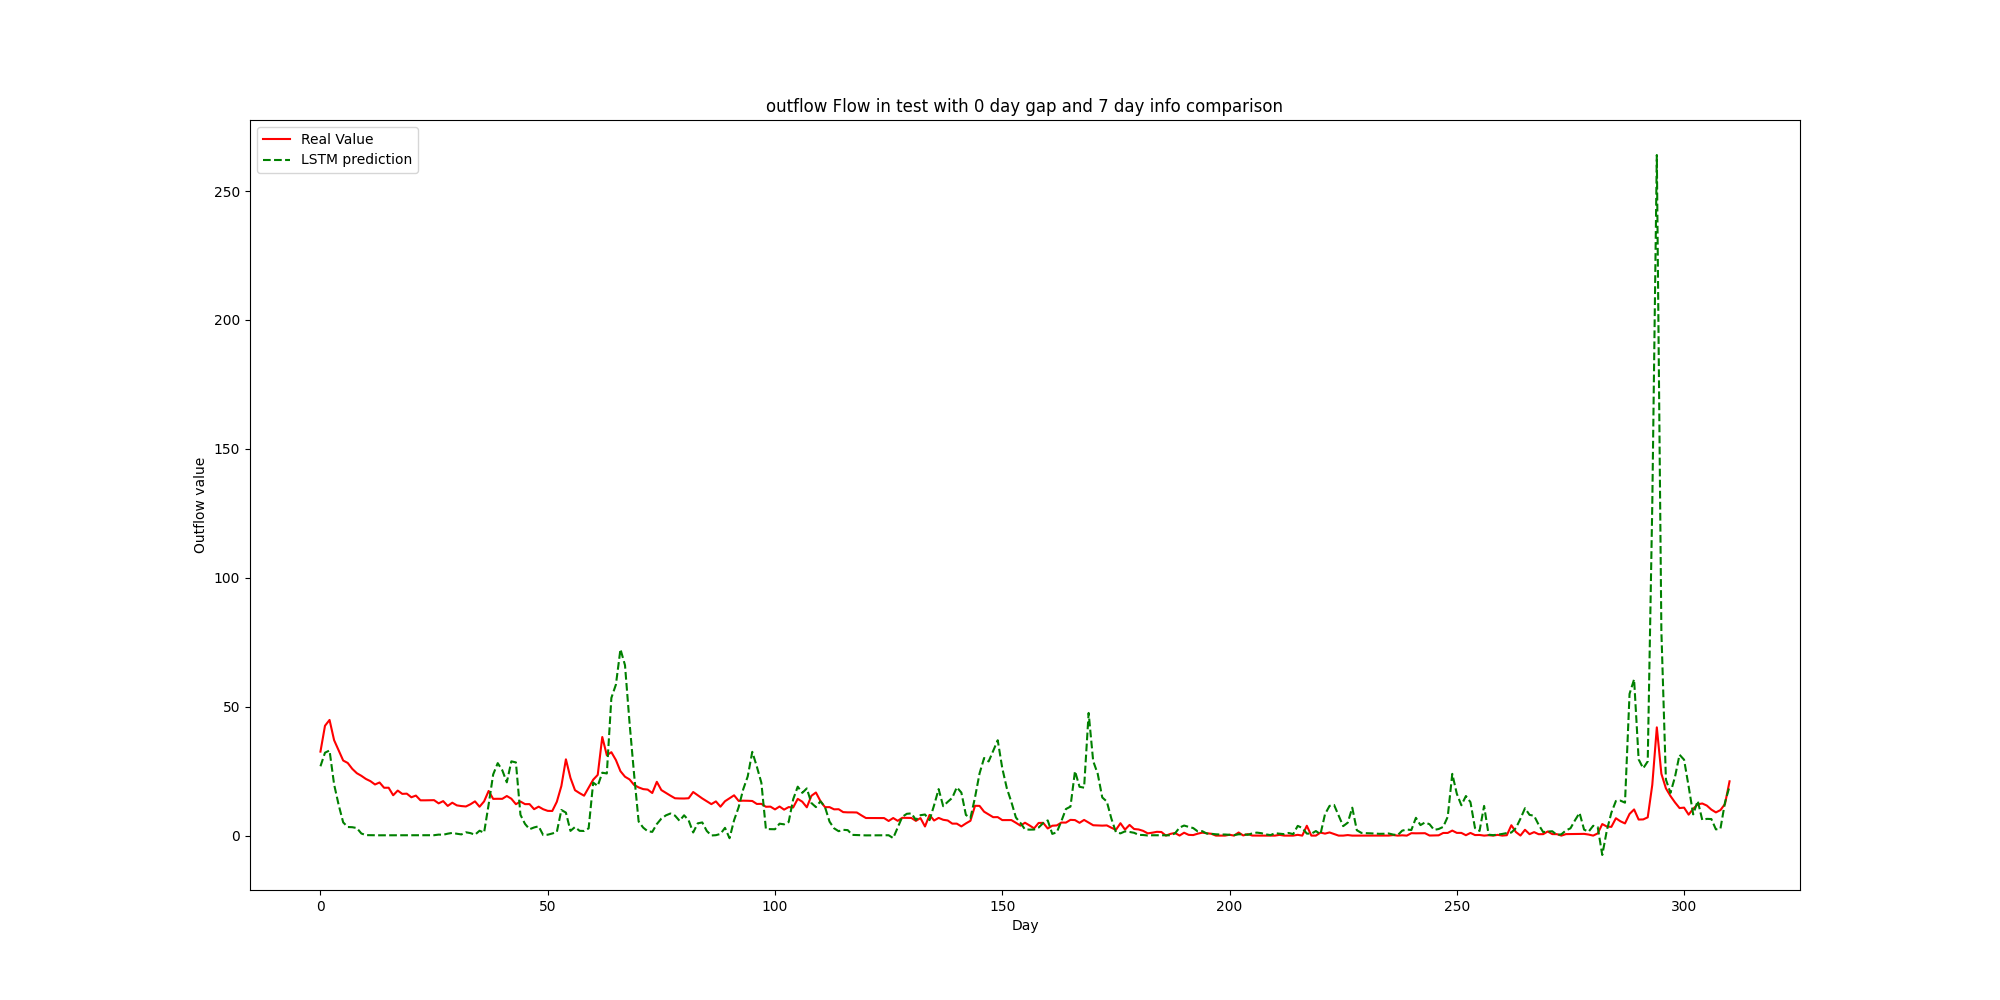 outflow Flow in test with 0 day gap and 7 day info comparison
Real Value
LSTM prediction
250
200
150
100
50
0
Outflow value
0 50 100 150 200 250 300
Day